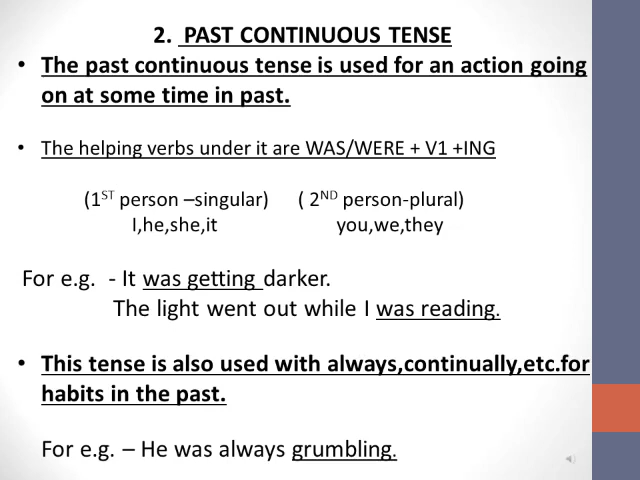 2. PAST CONTINUOUS TENSE
• The past continuous tense is used for an action going
on at some time in past.
• The helping verbs under it are WAS/WERE + V1 +ING
(1ST person –singular) ( 2ND person-plural)
I,he,she,it you,we,they
For e.g. - It was getting darker.
The light went out while I was reading.
• This tense is also used with always,continually,etc.for
habits in the past.
For e.g. – He was always grumbling.